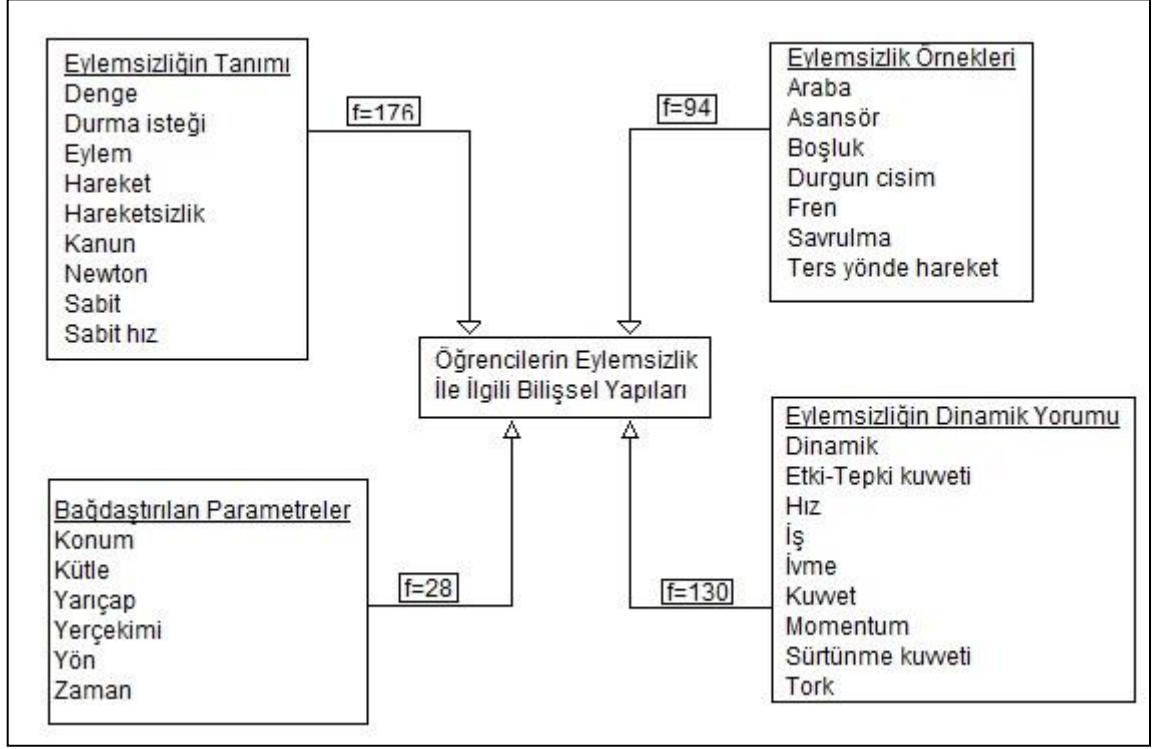 Eylemsizliğin Tanımı
Denge
Durma isteği
Eylem
Hareket
Hareketsizlik
Kanun
Newton
Sabit
Sabit hız
f=176
f=94
Eylemsizlik Örnekleri
Araba
Asansör
Boşluk
Durgun cisim
Fren
Savrulma
Ters yönde hareket
Öğrencilerin Eylemsizlik
İle İlgili Bilişsel Yapıları
Bağdaştırılan Parametreler
Konum
Kütle
Yarıçap
Yerçekimi
Yön
Zaman
f=28
f=130
Eylemsizliğin Dinamik Yorumu
Dinamik
Etki-Tepki kuvveti
Hız
İş
İvme
Kuvvet
Momentum
Sürtünme kuvveti
Tork